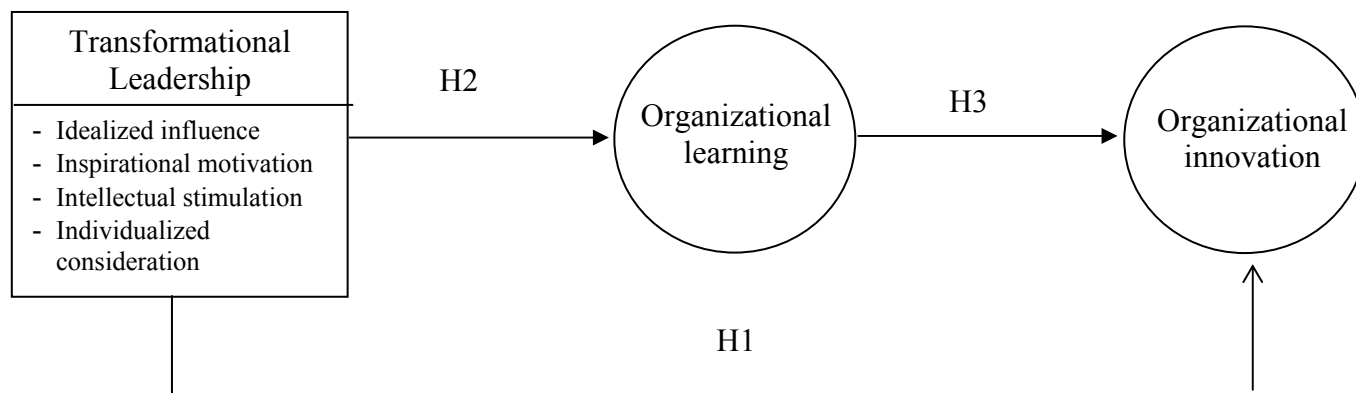 Transformational
Leadership
- Idealized influence
- Inspirational motivation
- Intellectual stimulation
- Individualized
consideration
H2
Organizational
learning
H3
Organizational
innovation
H1